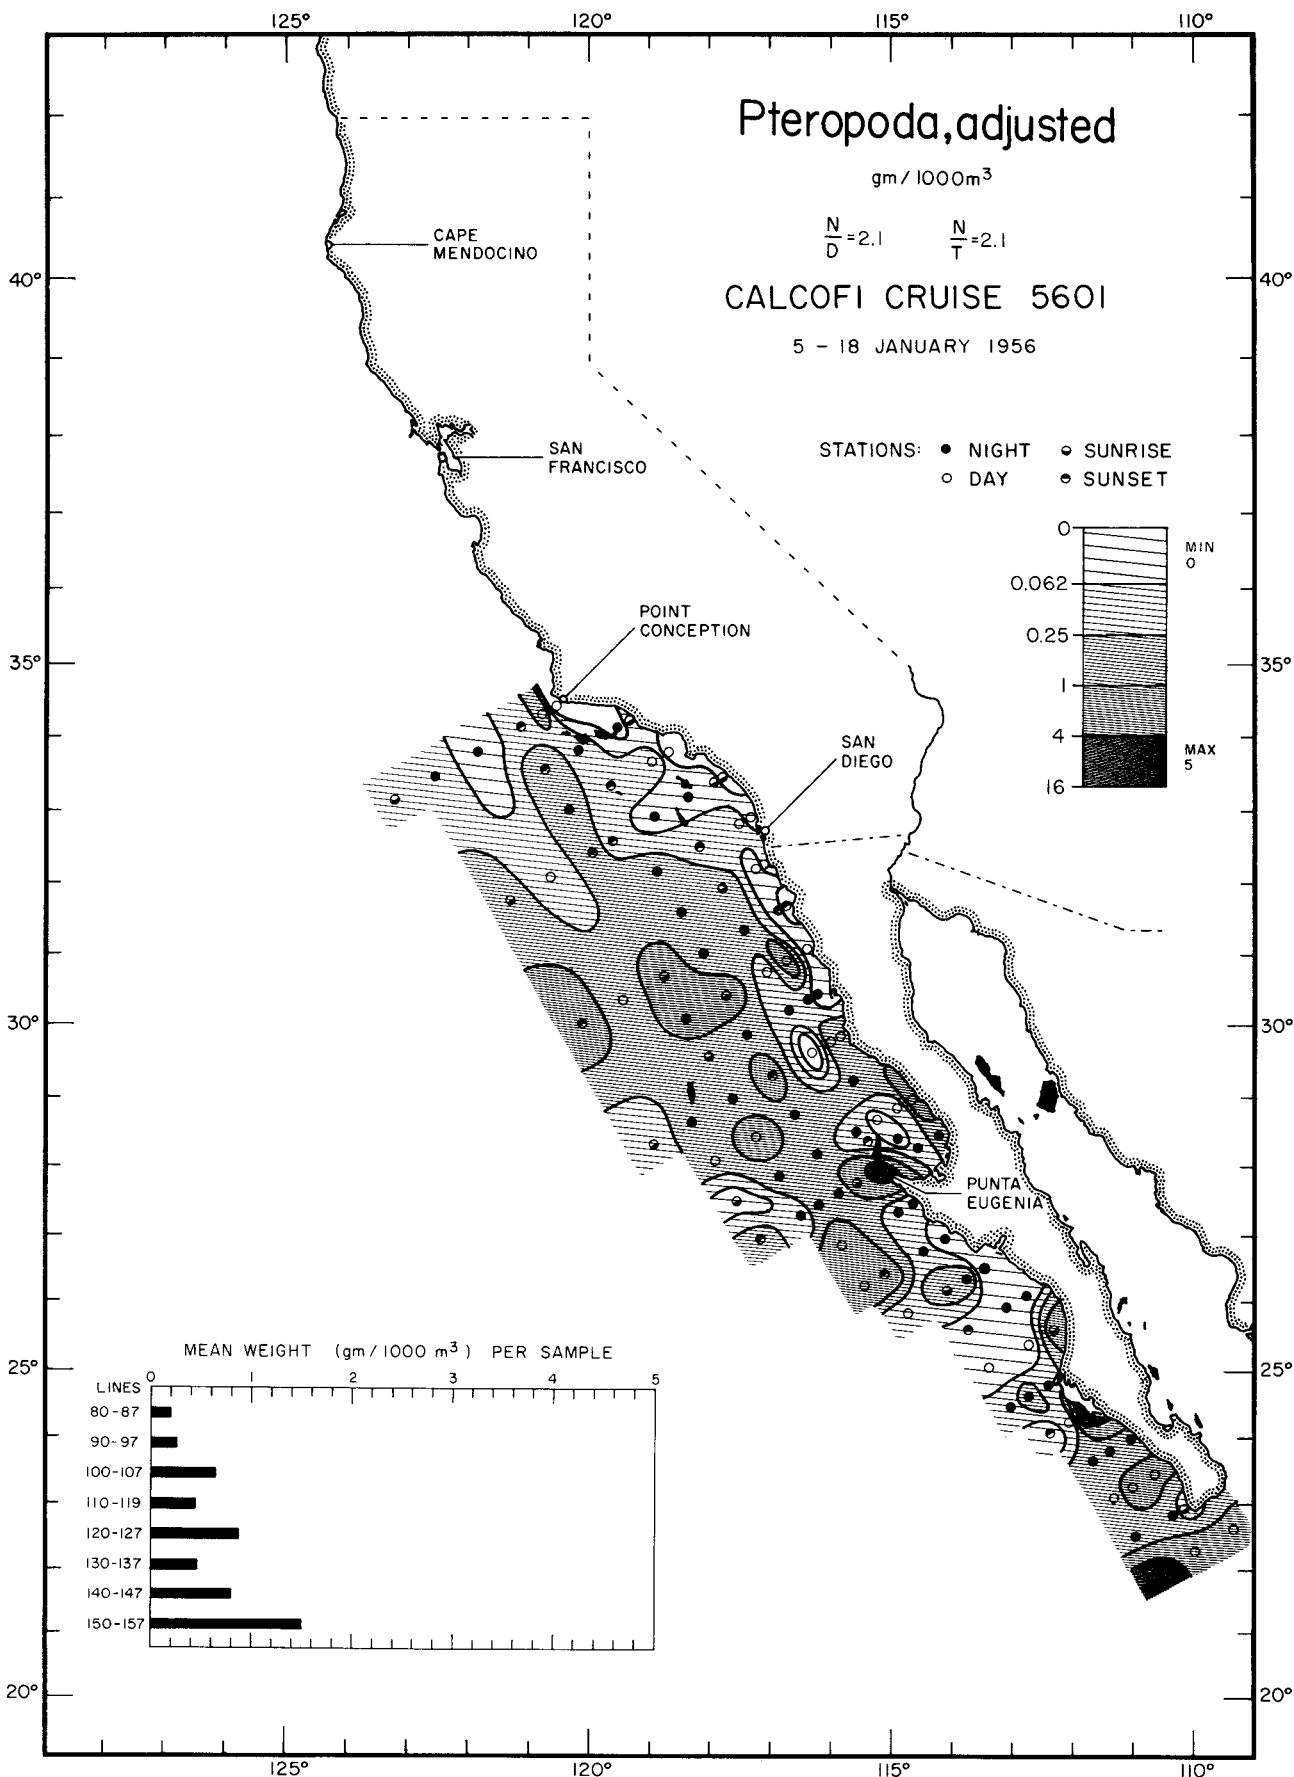 125° 120° 115° 110°
Pteropoda, adjusted
gm/1000m³
N/D = 2.1 N/T = 2.1
CALCOFI CRUISE 5601
5 – 18 JANUARY 1956
CAPE
MENDOCINO
40° 40°
STATIONS: NIGHT SUNRISE
DAY SUNSET
SAN
FRANCISCO
0
MIN
0
0.062
0.25
1
4
MAX
5
16
POINT
CONCEPTION
35° 35°
SAN
DIEGO
30° 30°
PUNTA
EUGENIA
25° 25°
MEAN WEIGHT (gm/1000 m³) PER SAMPLE
LINES 0 1 2 3 4 5
80–87
90–97
100–107
110–119
120–127
130–137
140–147
150–157
20° 20°
125° 120° 115° 110°